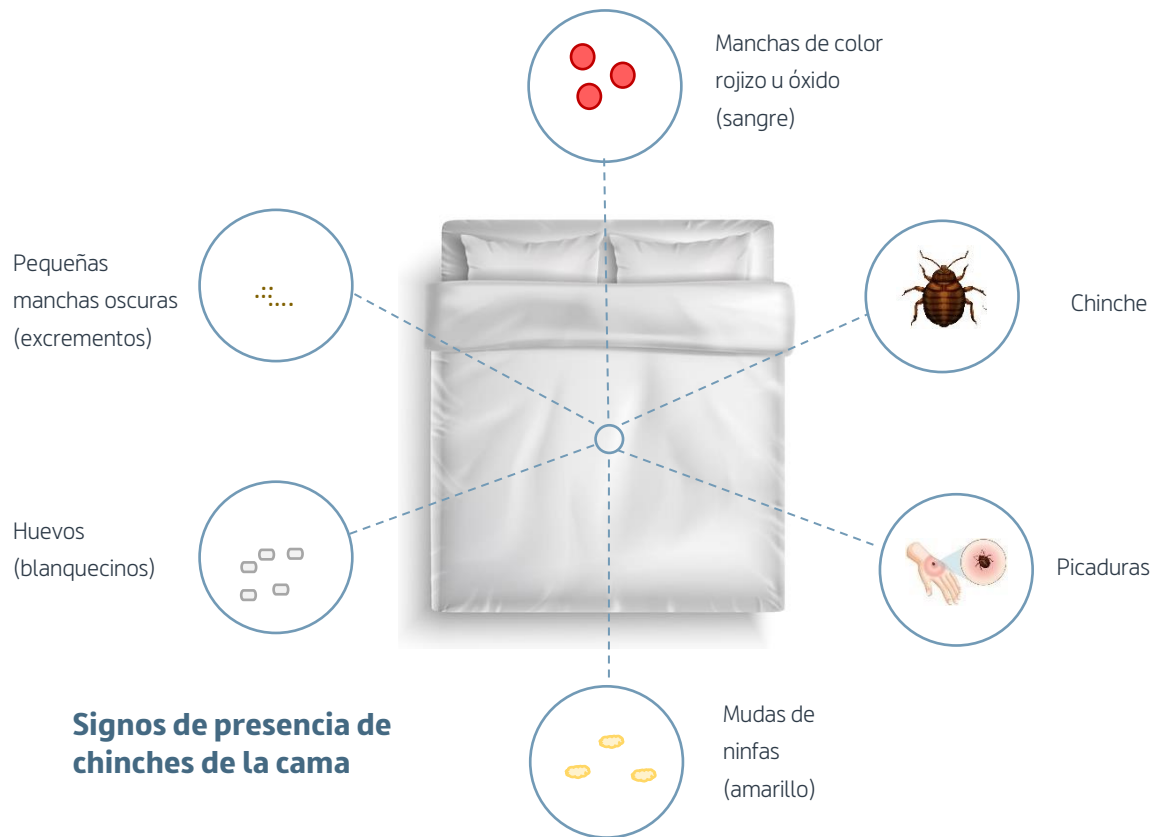 Manchas de color
rojizo u óxido
(sangre)
Pequeñas
manchas oscuras
(excrementos)
Chinche
Huevos
(blanquecinos)
Picaduras
Mudas de
ninfas
(amarillo)
Signos de presencia de
chinches de la cama